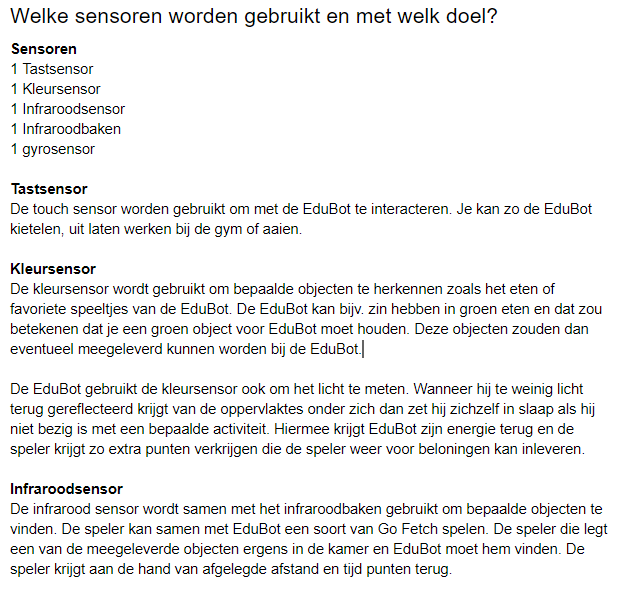 Welke sensoren worden gebruikt en met welk doel?
Sensoren
1 Tastsensor
1 Kleursensor
1 Infraroodsensor
1 Infraroodbaken
1 gyrosensor
Tastsensor
De touch sensor worden gebruikt om met de EduBot te interacteren. Je kan zo de EduBot
kietelen, uit laten werken bij de gym of aaien.
Kleursensor
De kleursensor wordt gebruikt om bepaalde objecten te herkennen zoals het eten of
favoriete speeltjes van de EduBot. De EduBot kan bijv. zin hebben in groen eten en dat zou
betekenen dat je een groen object voor EduBot moet houden. Deze objecten zouden dan
eventueel meegeleverd kunnen worden bij de EduBot.
De EduBot gebruikt de kleursensor ook om het licht te meten. Wanneer hij te weinig licht
terug gereflecteerd krijgt van de oppervlaktes onder zich dan zet hij zichzelf in slaap als hij
niet bezig is met een bepaalde activiteit. Hiermee krijgt EduBot zijn energie terug en de
speler krijgt zo extra punten verkrijgen die de speler weer voor beloningen kan inleveren.
Infraroodsensor
De infrarood sensor wordt samen met het infraroodbaken gebruikt om bepaalde objecten te
vinden. De speler kan samen met EduBot een soort van Go Fetch spelen. De speler die legt
een van de meegeleverde objecten ergens in de kamer en EduBot moet hem vinden. De
speler krijgt aan de hand van afgelegde afstand en tijd punten terug.